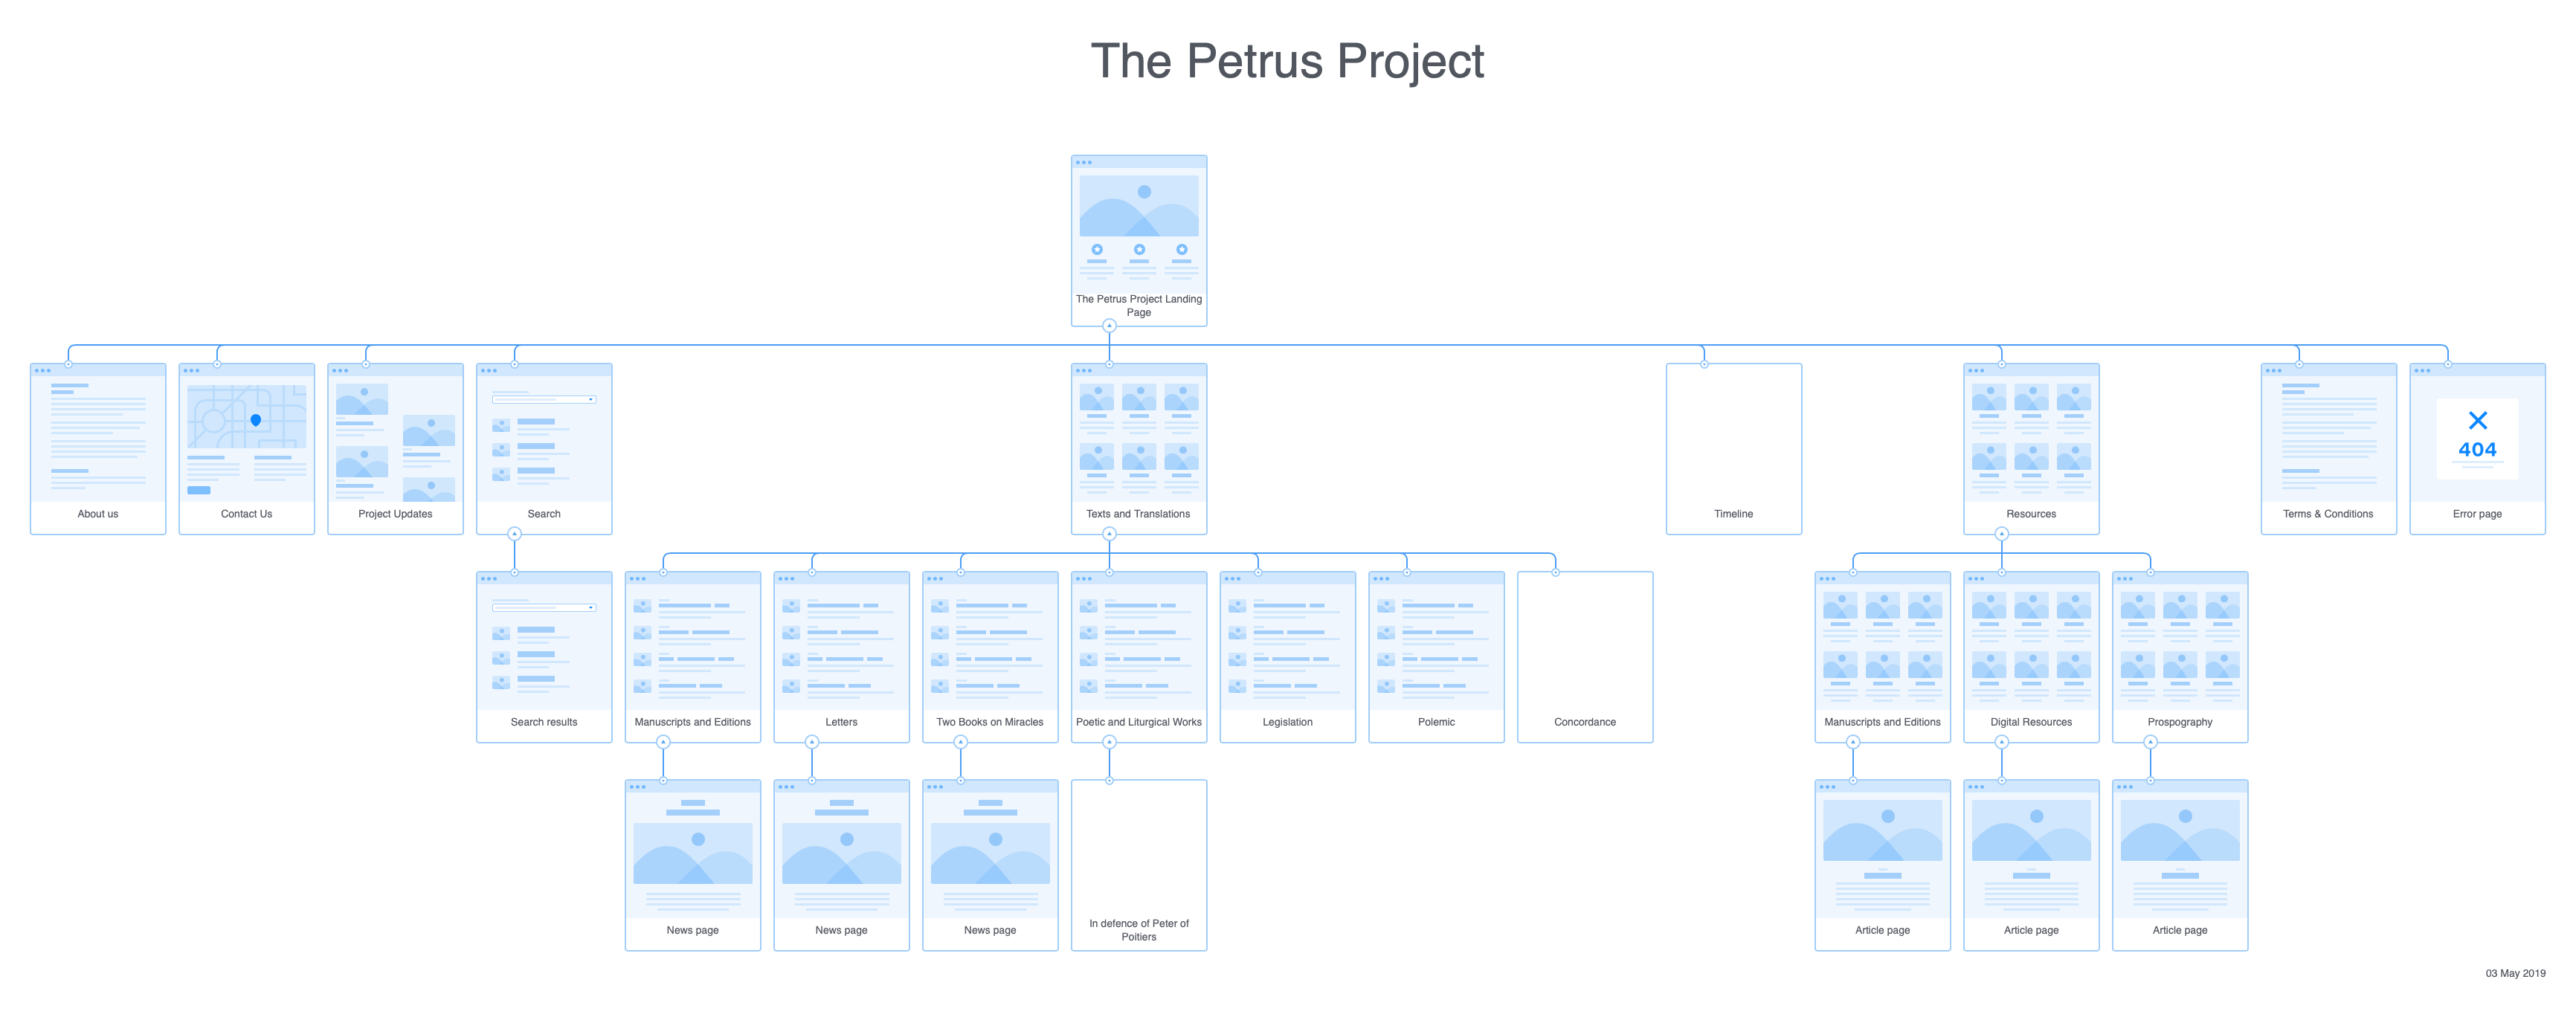 The Petrus Project
The Petrus Project Landing
Page
About us
Contact Us
Project Updates
Search
Texts and Translations
Timeline
Resources
Terms & Conditions
404
Error page
Search results
Manuscripts and Editions
Letters
Two Books on Miracles
Poetic and Liturgical Works
Legislation
Polemic
Concordance
Manuscripts and Editions
Digital Resources
Prospography
News page
News page
News page
In defence of Peter of
Poitiers
Article page
Article page
Article page
03 May 2019